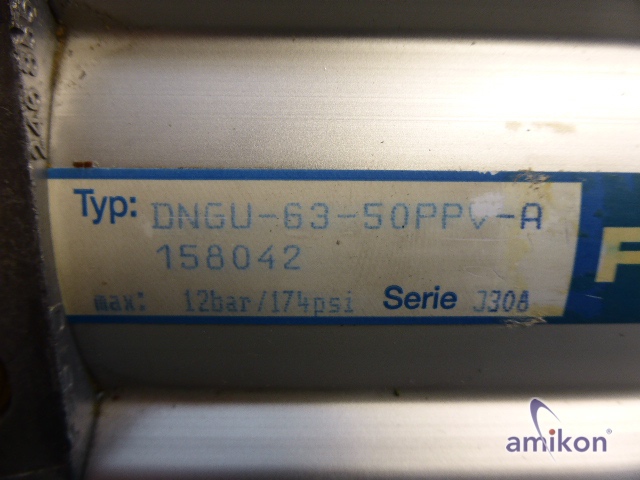 Typ: DNGU-63-50PPV-A
158042
max: 12bar/174psi Serie J308
F
amikon